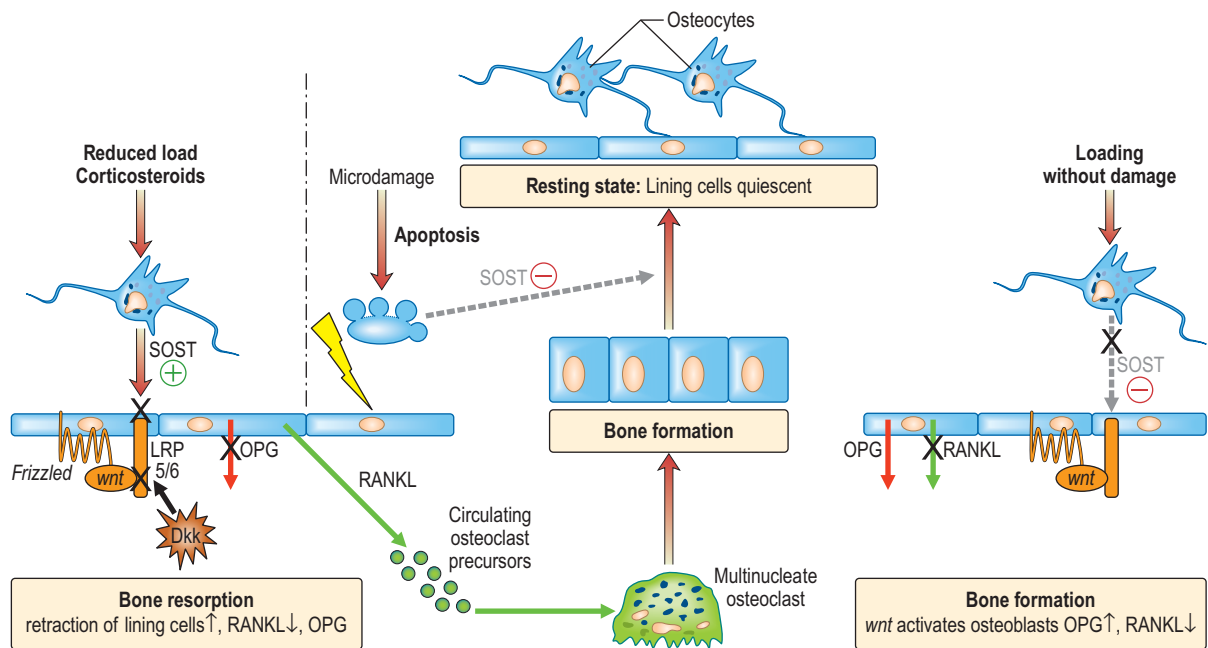 Osteocytes
Reduced load
Corticosteroids
Microdamage
Apoptosis
Resting state: Lining cells quiescent
Loading
without damage
SOST
+
SOST −
X
SOST
−
X
Frizzled
wnt
LRP
5/6
X
X OPG
RANKL
Dkk
Circulating
osteoclast
precursors
Bone formation
Multinucleate
osteoclast
OPG
X RANKL
wnt
Bone resorption
retraction of lining cells↑, RANKL↓, OPG
Bone formation
wnt activates osteoblasts OPG↑, RANKL↓